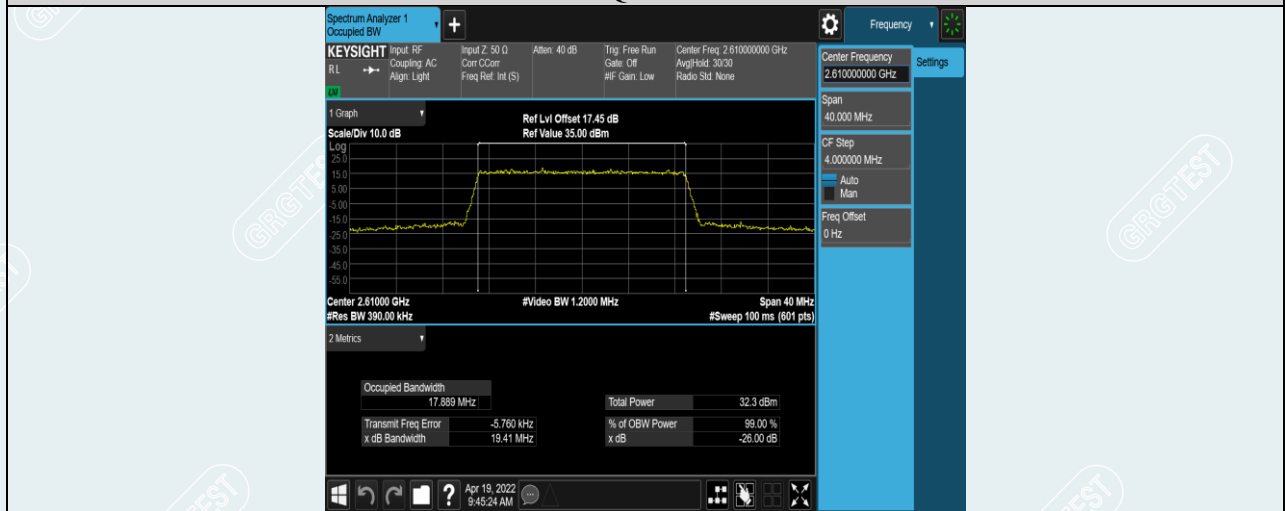 Spectrum Analyzer 1
Occupied BW
+
Frequency
KEYSIGHT
RL
Input: RF
Coupling: AC
Align: Light
Input Z: 50 Ω
Corr CCorr
Freq Ref: Int (S)
Atten: 40 dB
Trig: Free Run
Gate: Off
#IF Gain: Low
Center Freq: 2.610000000 GHz
Avg|Hold: 30/30
Radio Std: None
Center Frequency
2.610000000 GHz
Settings
Span
40.000 MHz
CF Step
4.000000 MHz
Auto
Man
Freq Offset
0 Hz
1 Graph
Scale/Div 10.0 dB
Ref Lvl Offset 17.45 dB
Ref Value 35.00 dBm
Log
25.0
15.0
5.00
-5.00
-15.0
-25.0
-35.0
-45.0
-55.0
Center 2.61000 GHz
#Video BW 1.2000 MHz
Span 40 MHz
#Res BW 390.00 kHz
#Sweep 100 ms (601 pts)
2 Metrics
Occupied Bandwidth
17.889 MHz
Total Power 32.3 dBm
Transmit Freq Error -5.760 kHz
% of OBW Power 99.00 %
x dB Bandwidth 19.41 MHz
x dB -26.00 dB
?
Apr 19, 2022
9:45:24 AM
GRGTEST
GRGTEST